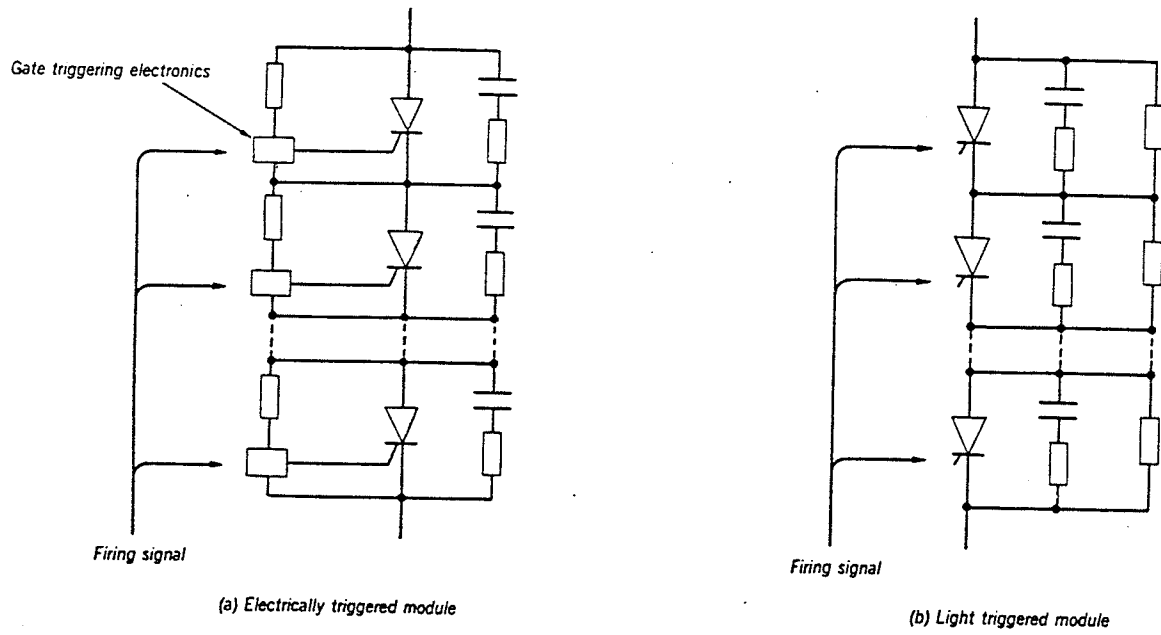 Gate triggering electronics
Firing signal
(a) Electrically triggered module
Firing signal
(b) Light triggered module